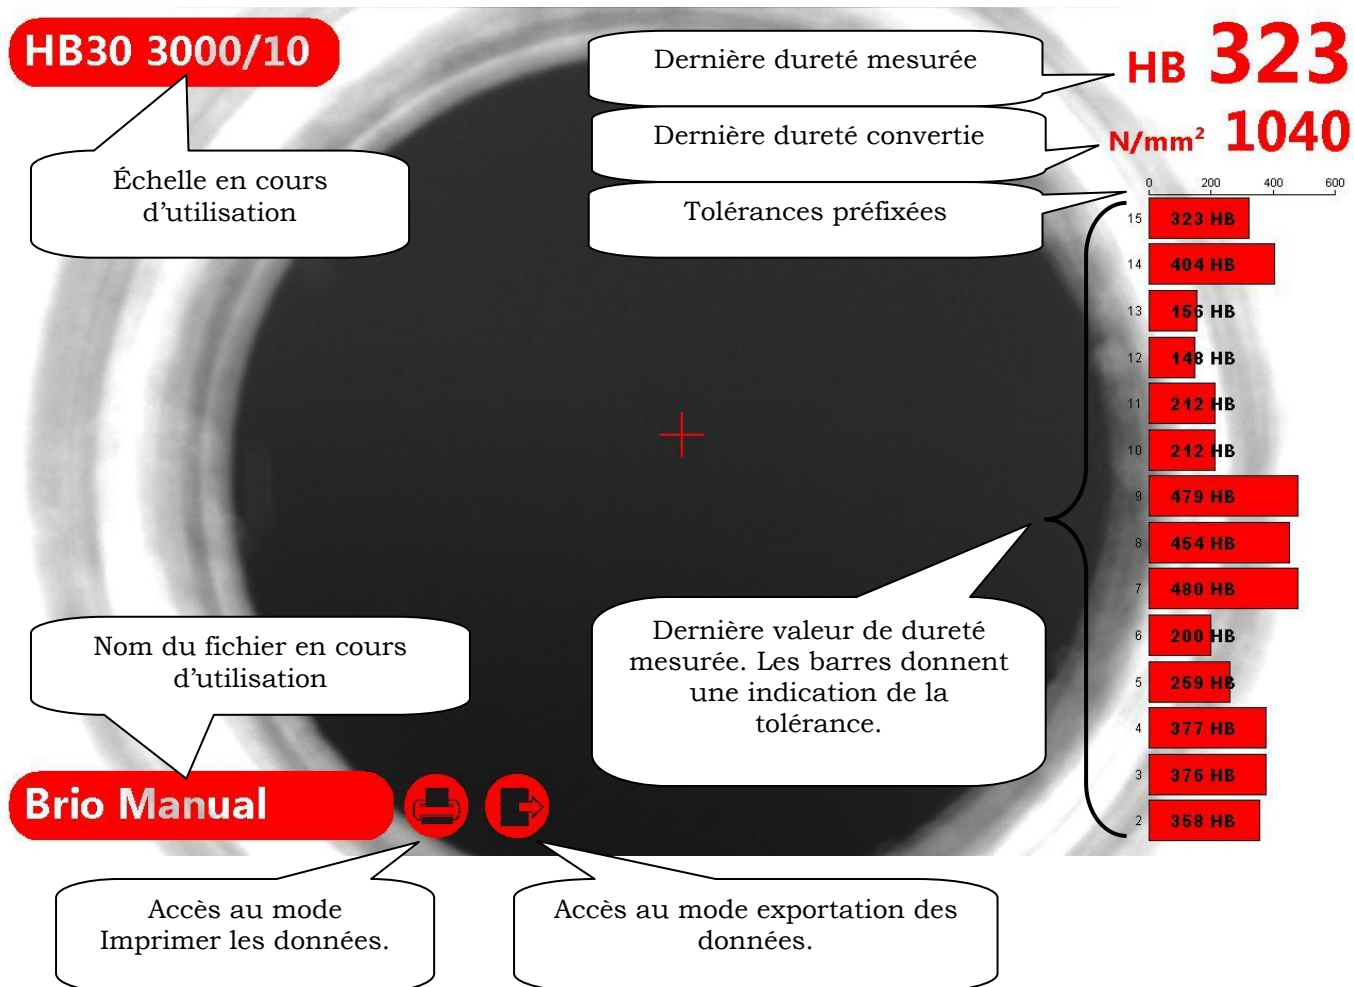 HB30 3000/10
Échelle en cours
d’utilisation
Dernière dureté mesurée
HB 323
Dernière dureté convertie
N/mm² 1040
Tolérances préfixées
0 200 400 600
15 323 HB
14 404 HB
13 156 HB
12 148 HB
11 212 HB
10 212 HB
9 479 HB
8 454 HB
7 480 HB
6 200 HB
5 259 HB
4 377 HB
3 376 HB
2 358 HB
Dernière valeur de dureté
mesurée. Les barres donnent
une indication de la
tolérance.
Nom du fichier en cours
d’utilisation
Brio Manual
Accès au mode
Imprimer les données.
Accès au mode exportation des
données.